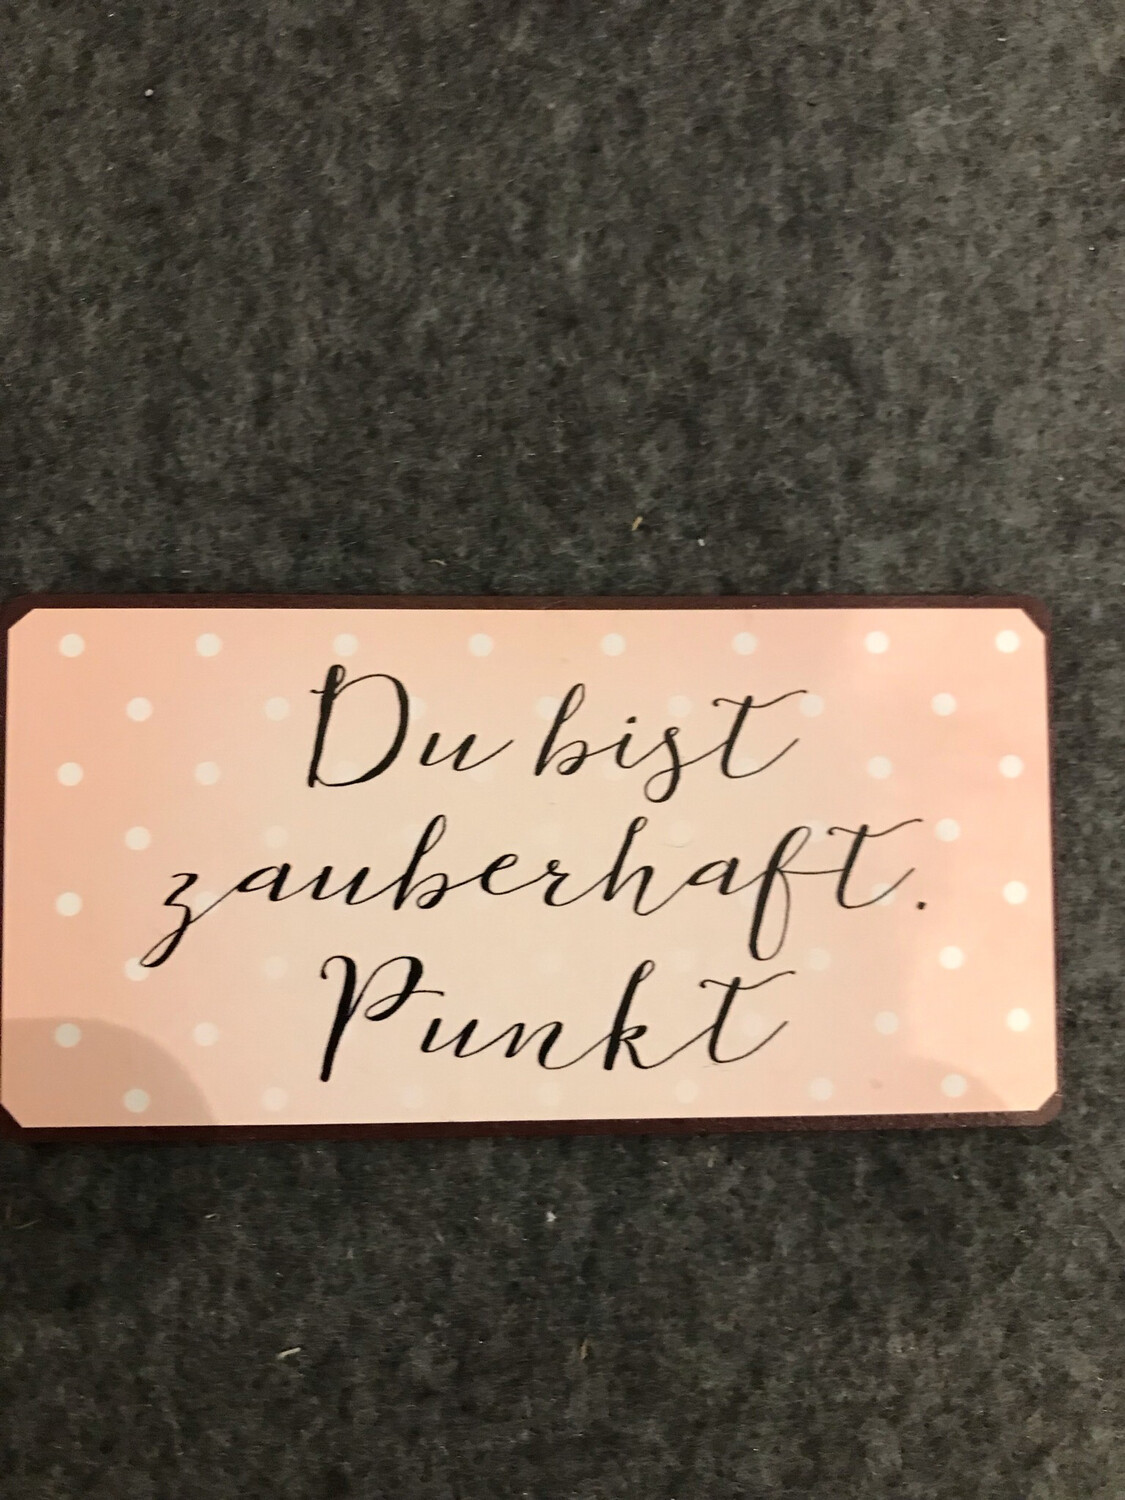 Du bist
zauberhaft.
Punkt